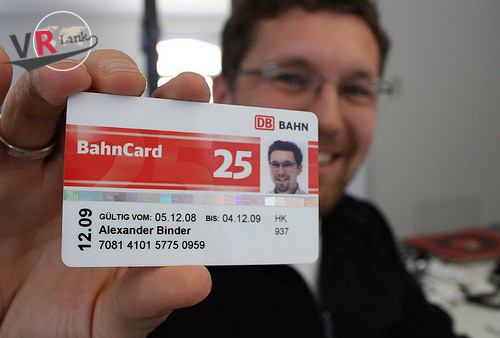 VR Link
DB BAHN
BahnCard 25
12.09
GÜLTIG VOM: 05.12.08 BIS: 04.12.09 HK
Alexander Binder 937
7081 4101 5775 0959